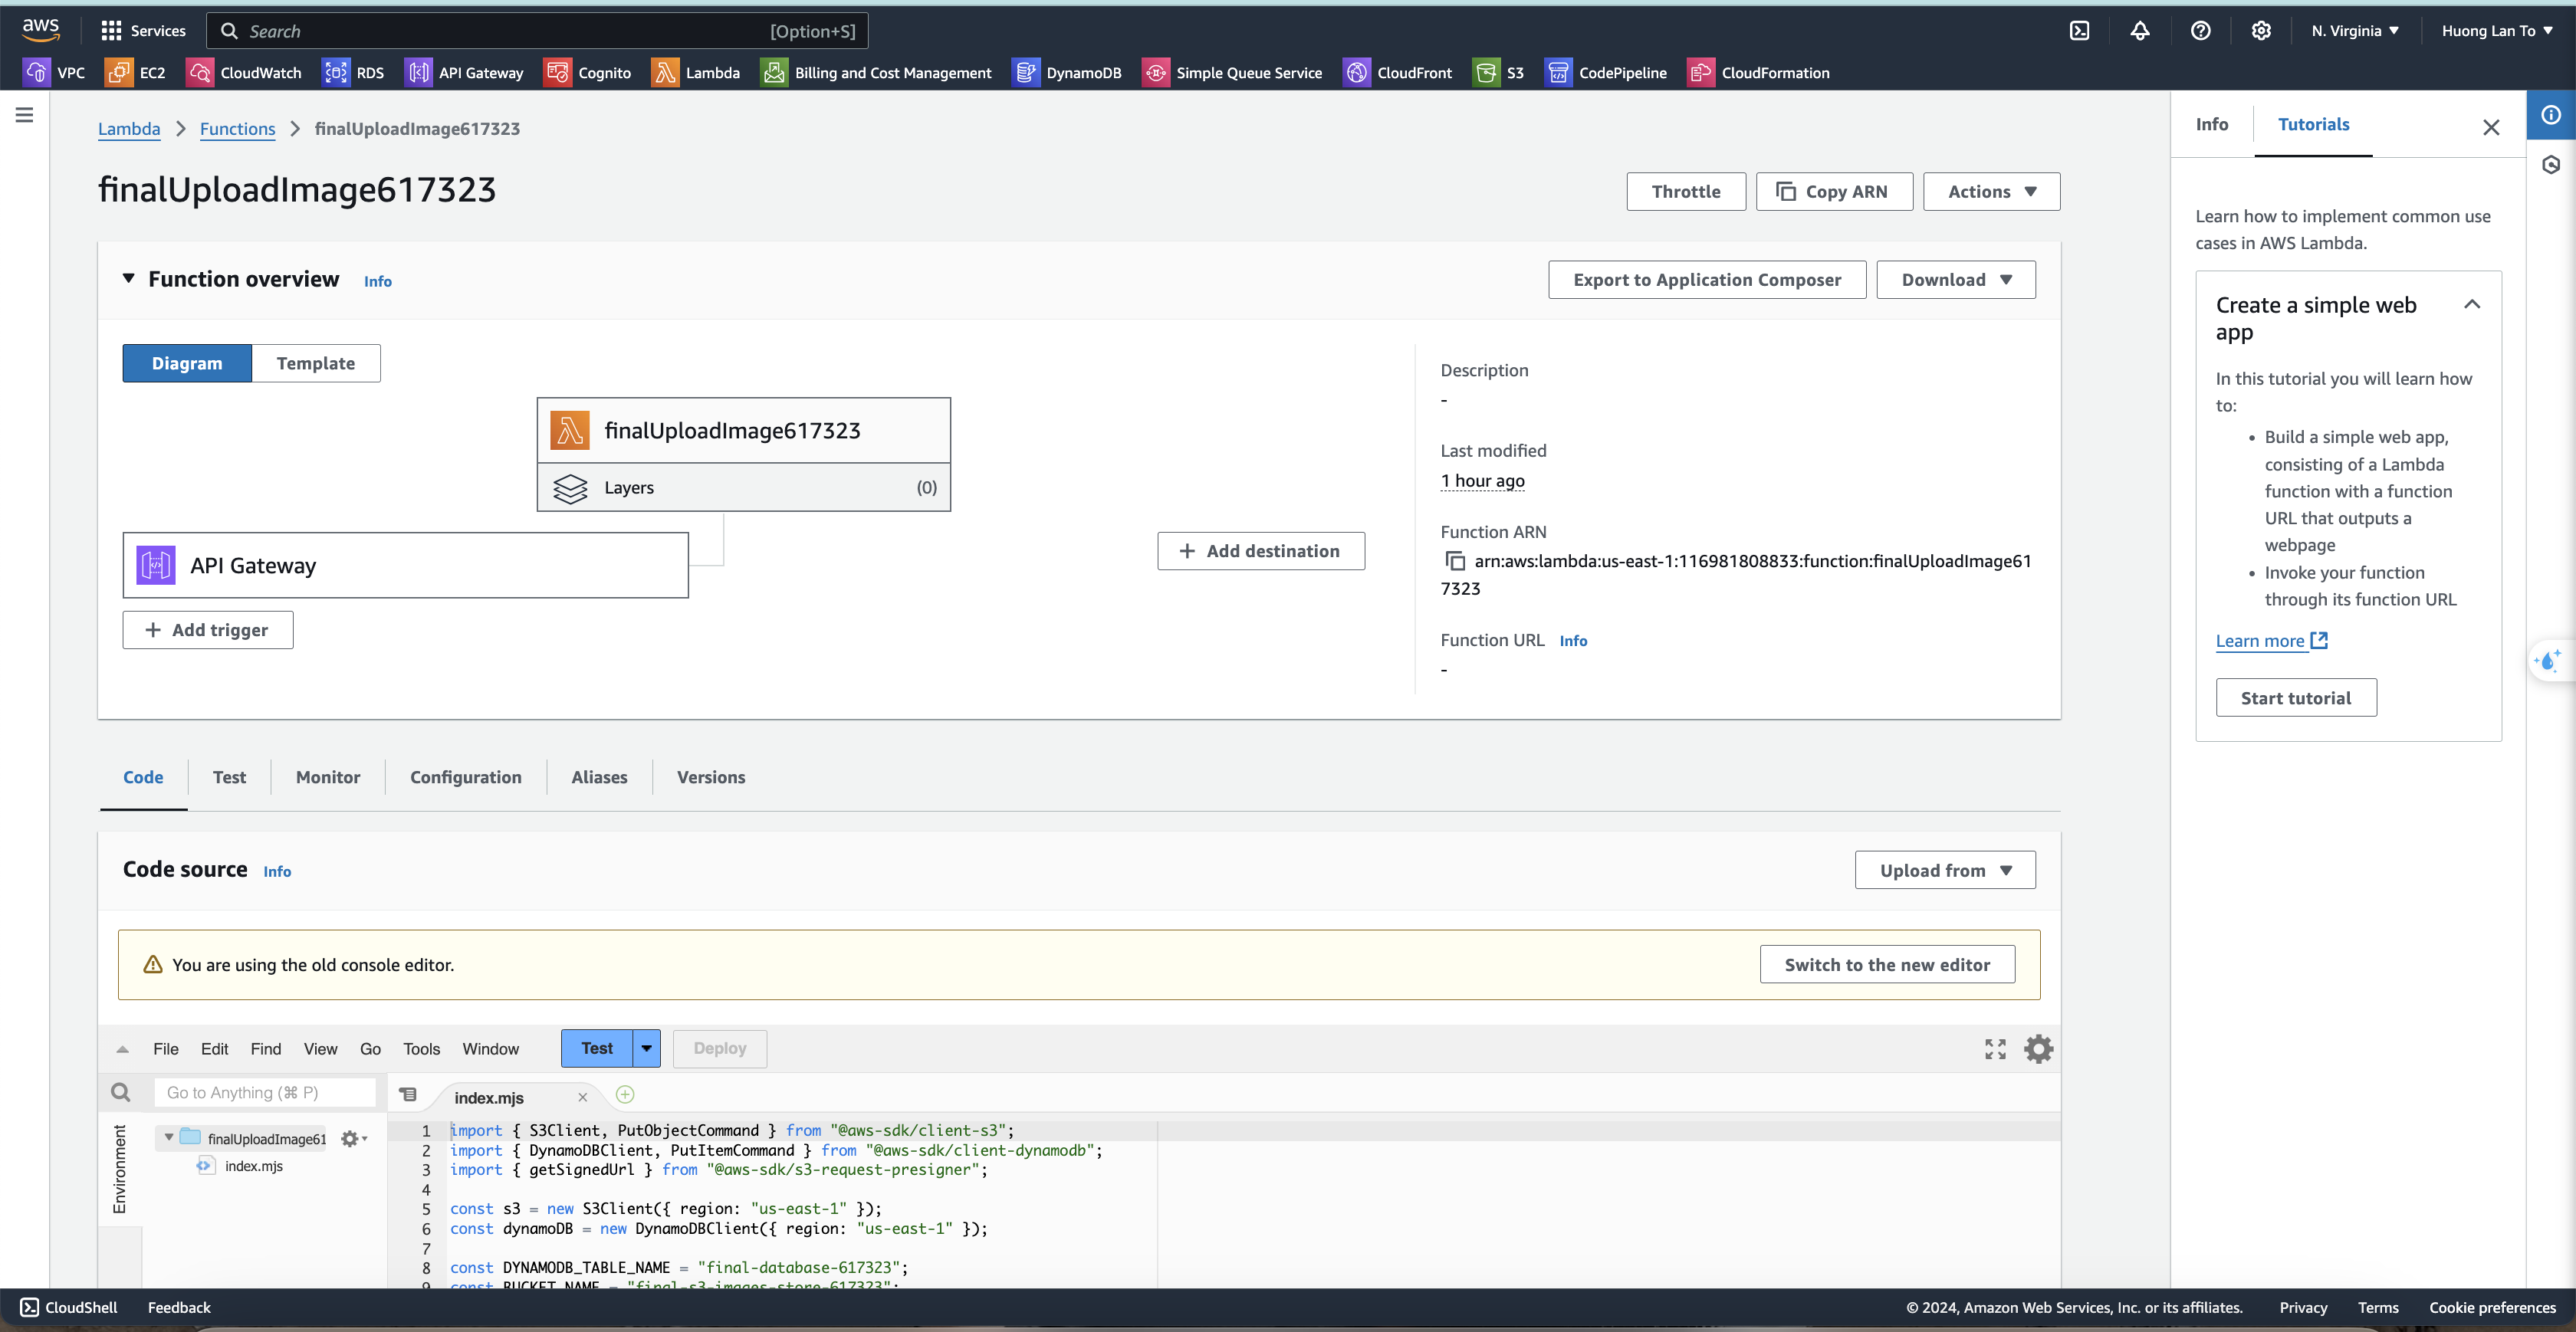 aws
Services
Search
[Option+S]
N. Virginia
Huong Lan To
VPC
EC2
CloudWatch
RDS
API Gateway
Cognito
Lambda
Billing and Cost Management
DynamoDB
Simple Queue Service
CloudFront
S3
CodePipeline
CloudFormation
Lambda
Functions
finalUploadImage617323
finalUploadImage617323
Throttle
Copy ARN
Actions
Function overview
Info
Export to Application Composer
Download
Diagram
Template
finalUploadImage617323
Layers
(0)
API Gateway
+ Add trigger
+ Add destination
Description
-
Last modified
1 hour ago
Function ARN
arn:aws:lambda:us-east-1:116981808833:function:finalUploadImage61
7323
Function URL
Info
-
Code
Test
Monitor
Configuration
Aliases
Versions
Code source
Info
Upload from
You are using the old console editor.
Switch to the new editor
File
Edit
Find
View
Go
Tools
Window
Test
Deploy
Go to Anything (⌘ P)
Environment
finalUploadImage61
index.mjs
index.mjs
1 import { S3Client, PutObjectCommand } from "@aws-sdk/client-s3";
2 import { DynamoDBClient, PutItemCommand } from "@aws-sdk/client-dynamodb";
3 import { getSignedUrl } from "@aws-sdk/s3-request-presigner";
4
5 const s3 = new S3Client({ region: "us-east-1" });
6 const dynamoDB = new DynamoDBClient({ region: "us-east-1" });
7
8 const DYNAMODB_TABLE_NAME = "final-database-617323";
9 const BUCKET_NAME = "final-s3-images-store-617323";
Info
Tutorials
Learn how to implement common use
cases in AWS Lambda.
Create a simple web
app
In this tutorial you will learn how
to:
• Build a simple web app,
consisting of a Lambda
function with a function
URL that outputs a
webpage
• Invoke your function
through its function URL
Learn more
Start tutorial
CloudShell
Feedback
© 2024, Amazon Web Services, Inc. or its affiliates.
Privacy
Terms
Cookie preferences